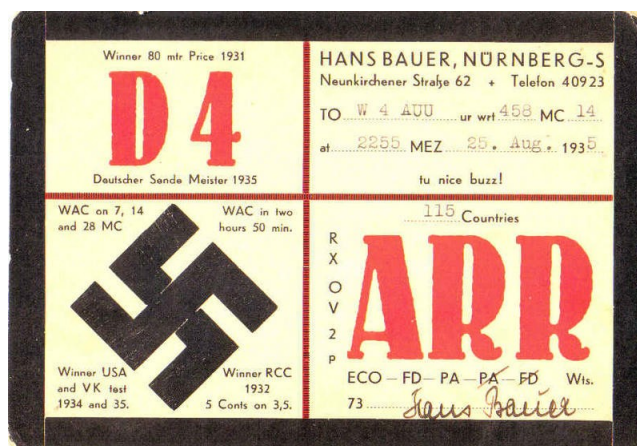 Winner 80 mtr Price 1931
D4
Deutscher Sende Meister 1935
HANS BAUER, NÜRNBERG-S
Neunkirchener Straße 62 + Telefon 40923
TO W 4 AUU ur wrt 458 MC 14
at 2255 MEZ 25. Aug. 1935
tu nice buzz!
WAC on 7, 14
and 28 MC
WAC in two
hours 50 min.
Winner USA
and VK test
1934 and 35.
Winner RCC
1932
5 Conts on 3,5.
115 Countries
RX OV2P
ARR
ECO – FD – PA – PA – FD Wts.
73 Hans Bauer